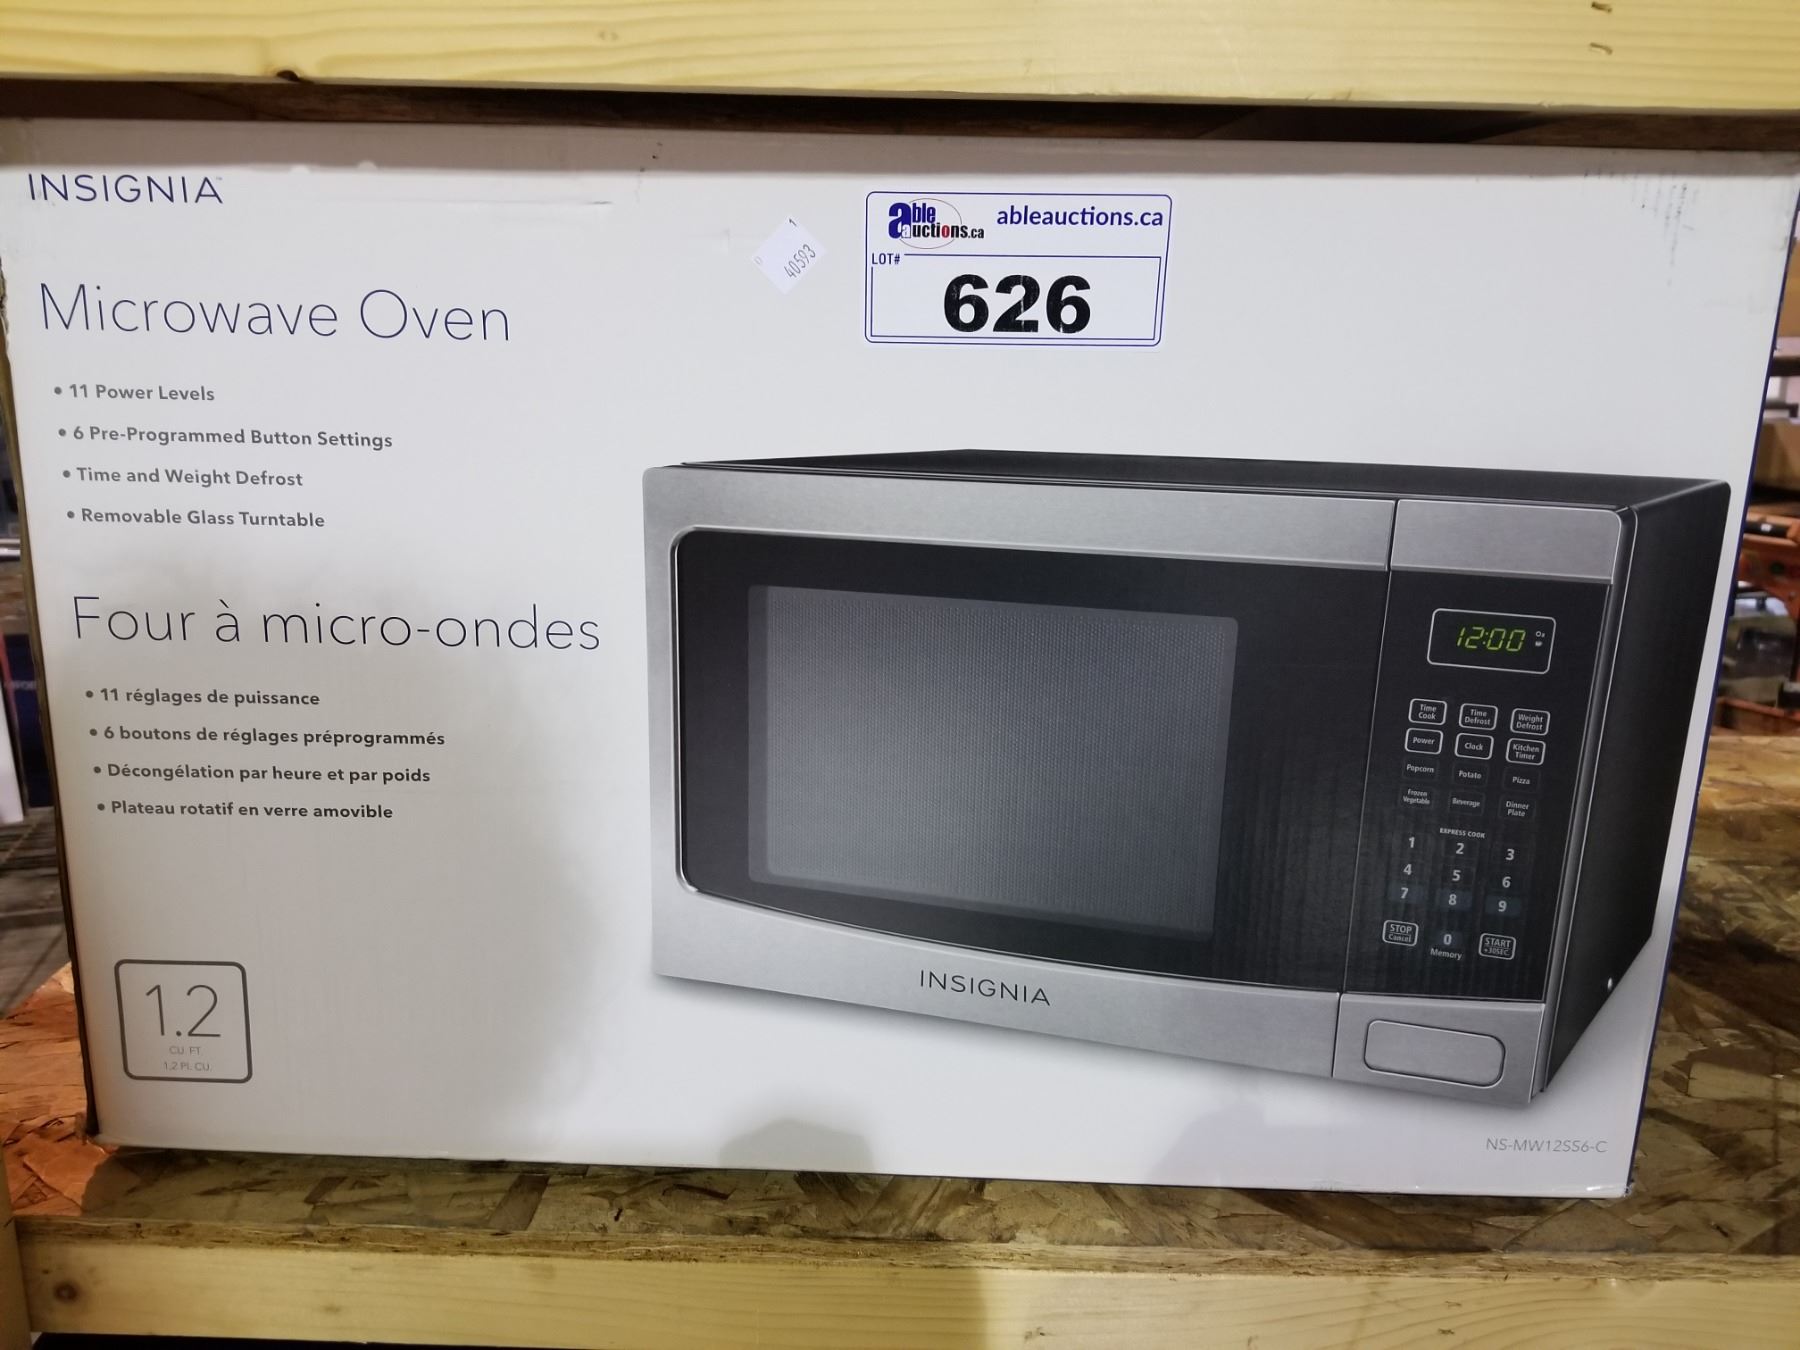 INSIGNIA™
Microwave Oven
• 11 Power Levels
• 6 Pre-Programmed Button Settings
• Time and Weight Defrost
• Removable Glass Turntable
Four à micro-ondes
• 11 réglages de puissance
• 6 boutons de réglages préprogrammés
• Décongélation par heure et par poids
• Plateau rotatif en verre amovible
1.2
CU. FT.
1,2 PI. CU.
1
0
40593
able auctions.ca
ableauctions.ca
LOT#
626
12:00
Time Cook
Time Defrost
Weight Defrost
Power
Clock
Kitchen Timer
Popcorn
Potato
Pizza
Frozen Vegetable
Beverage
Dinner Plate
EXPRESS COOK
1 2 3
4 5 6
7 8 9
STOP
Cancel
0
Memory
START
+30SEC
INSIGNIA
NS-MW12SS6-C